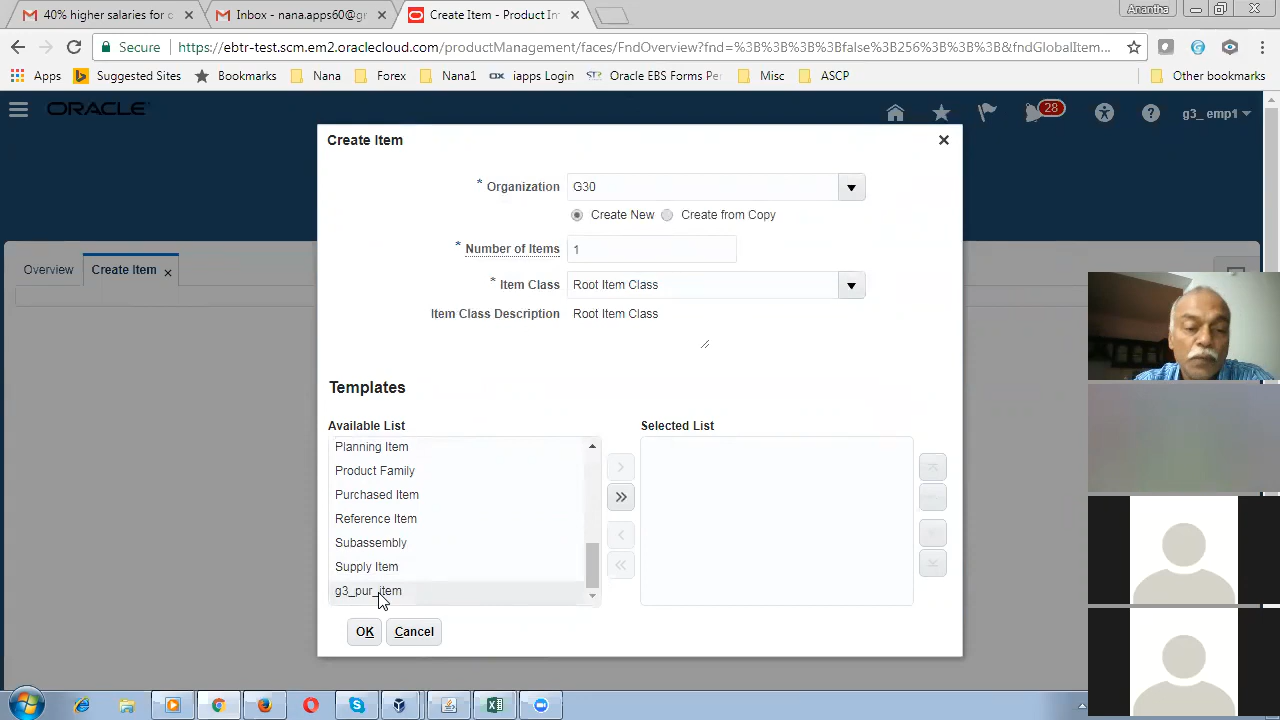 40% higher salaries for c
Inbox - nana.apps60@gr
Create Item - Product In
Anantha
Secure
https://ebtr-test.scm.em2.oraclecloud.com/productManagement/faces/FndOverview?fnd=%3B%3B%3B%3Bfalse%3B256%3B%3B%3B&fndGlobalItem...
Apps
Suggested Sites
Bookmarks
Nana
Forex
Nana1
OX
iapps Login
Oracle EBS Forms Pe
Misc
ASCP
Other bookmarks
ORACLE
28
g3_ emp1
Overview
Create Item
Create Item
* Organization
G30
Create New
Create from Copy
* Number of Items
1
* Item Class
Root Item Class
Item Class Description
Root Item Class
Templates
Available List
Selected List
Planning Item
Product Family
Purchased Item
Reference Item
Subassembly
Supply Item
g3_pur_item
OK
Cancel